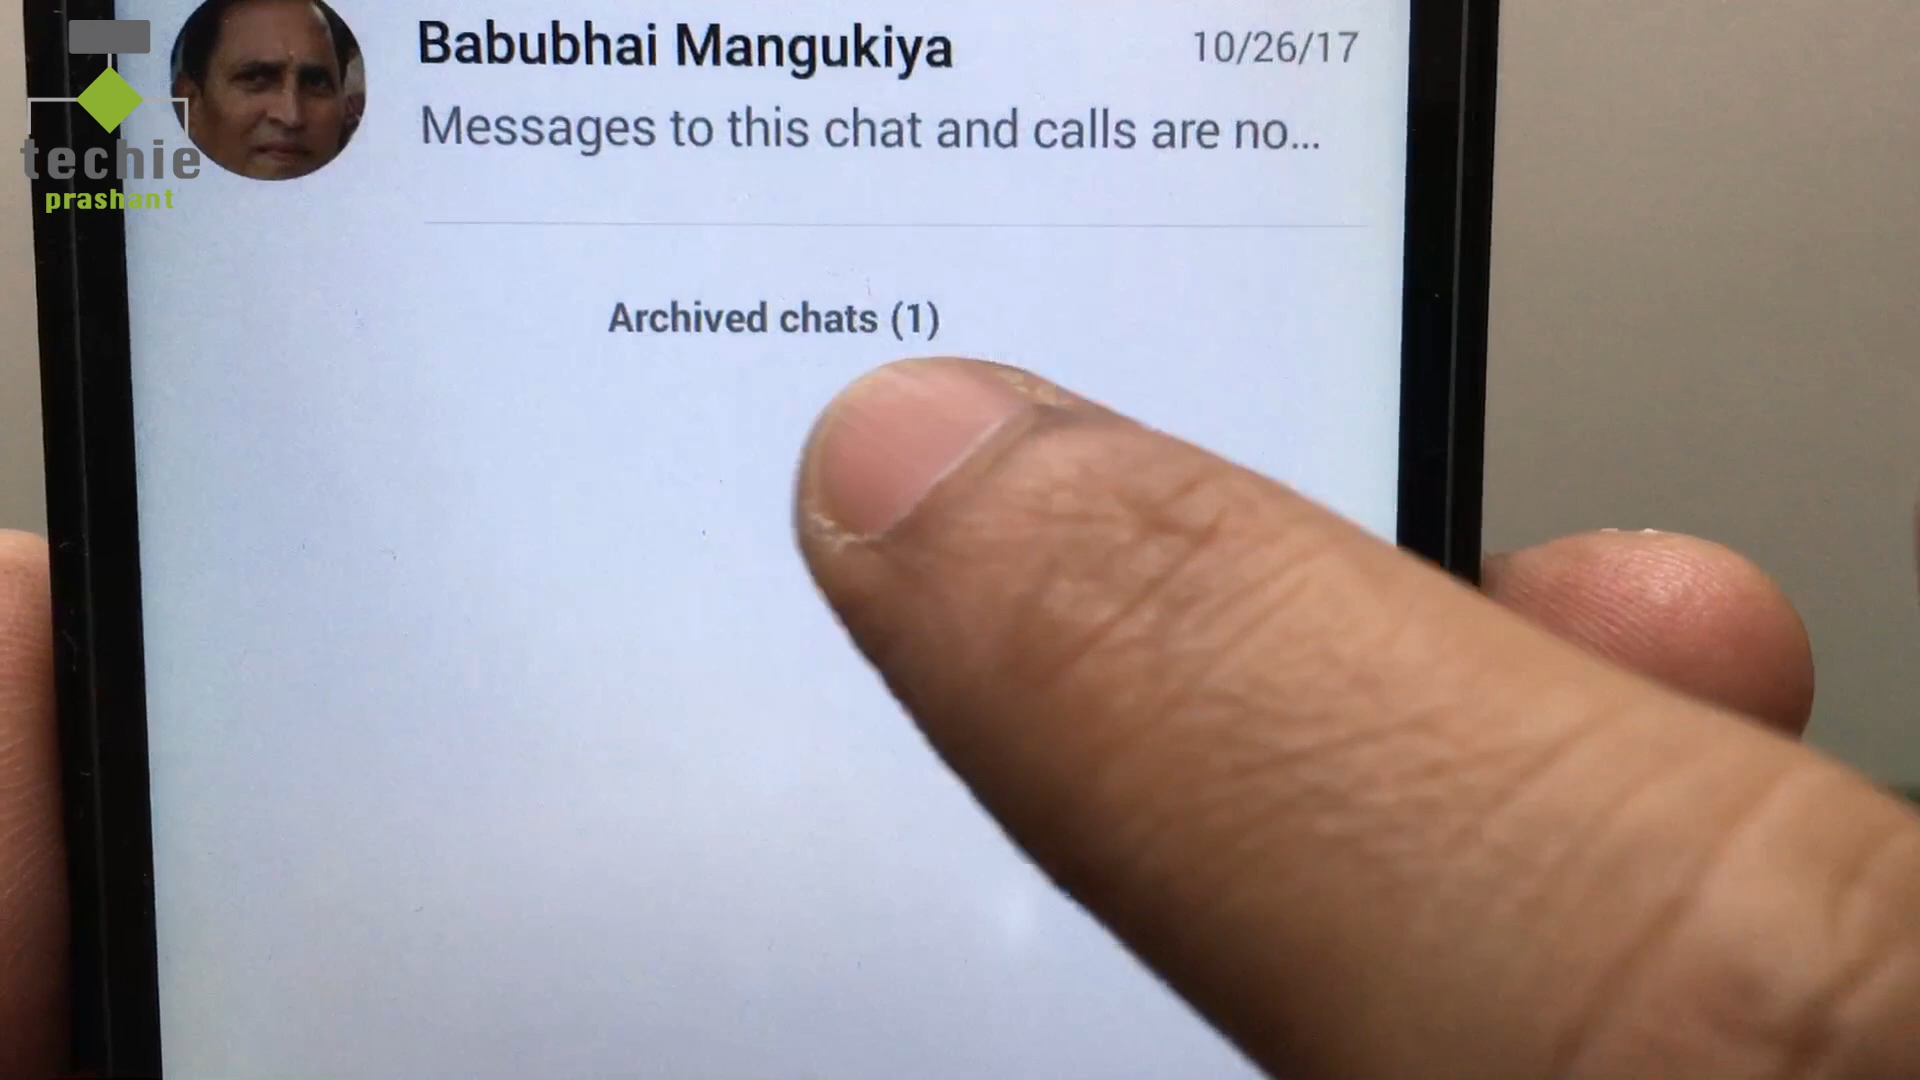 Babubhai Mangukiya 10/26/17
Messages to this chat and calls are no...
techie
prashant
Archived chats (1)